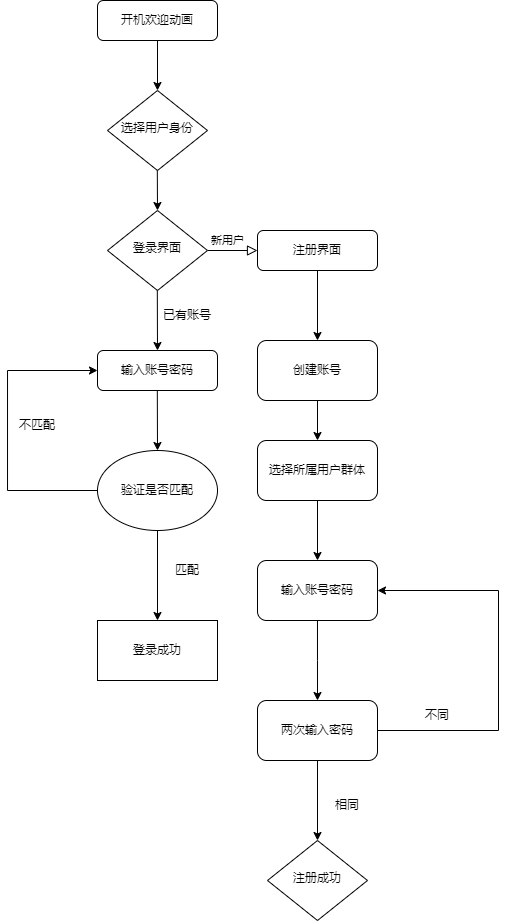 开机欢迎动画
选择用户身份
登录界面
新用户
注册界面
已有账号
输入账号密码
创建账号
不匹配
选择所属用户群体
验证是否匹配
匹配
输入账号密码
登录成功
不同
两次输入密码
相同
注册成功